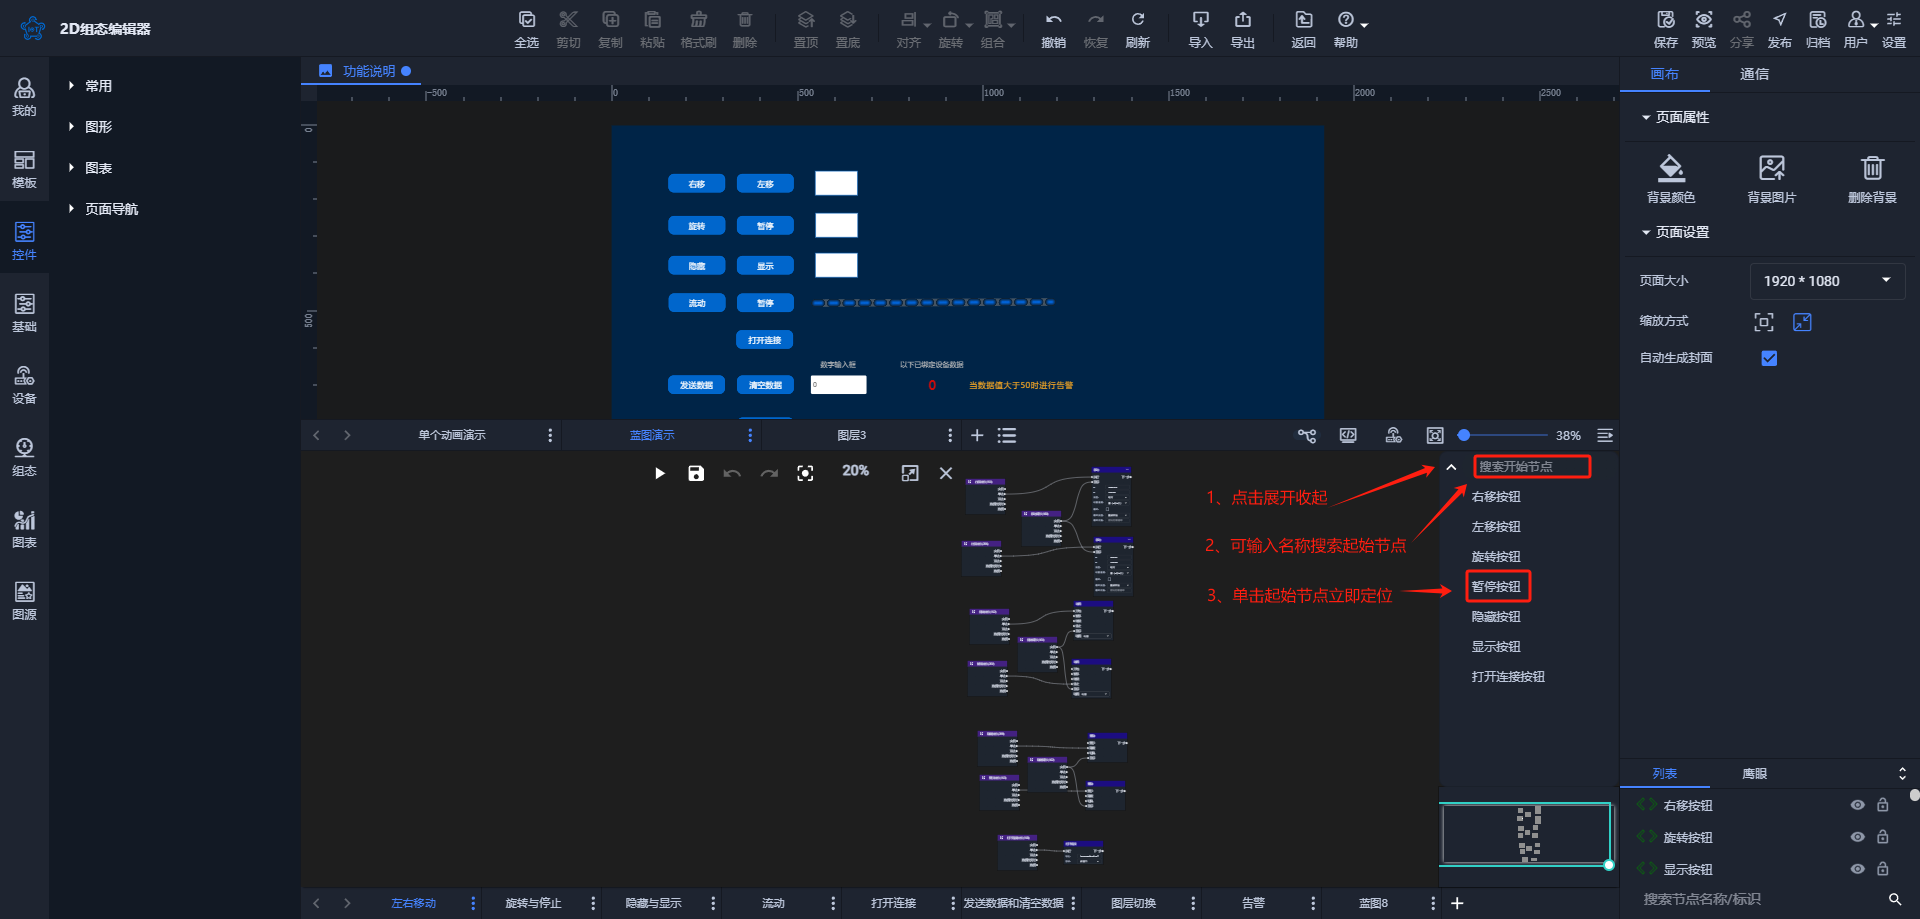 2D组态编辑器
全选 剪切 复制 粘贴 格式刷 删除 置顶 置底 对齐 旋转 组合 撤销 恢复 刷新 导入 导出 返回 帮助
保存 预览 分享 发布 归档 用户 设置
我的
模板
控件
基础
设备
组态
图表
图源
常用
图形
图表
页面导航
功能说明
-500 0 500 1000 1500 2000 2500
0
500
右移 左移
旋转 暂停
隐藏 显示
流动 暂停
打开连接
数字输入框 以下已绑定设备数据
发送数据 清空数据 0 0 当数据值大于50时进行告警
单个动画演示 蓝图演示 图层3
38%
20%
1、点击展开收起
2、可输入名称搜索起始节点
3、单击起始节点立即定位
搜索开始节点
右移按钮
左移按钮
旋转按钮
暂停按钮
隐藏按钮
显示按钮
打开连接按钮
左右移动 旋转与停止 隐藏与显示 流动 打开连接 发送数据和清空数据 图层切换 告警 蓝图8
画布 通信
页面属性
背景颜色 背景图片 删除背景
页面设置
页面大小 1920 * 1080
缩放方式
自动生成封面
列表 鹰眼
右移按钮
旋转按钮
显示按钮
搜索节点名称/标识